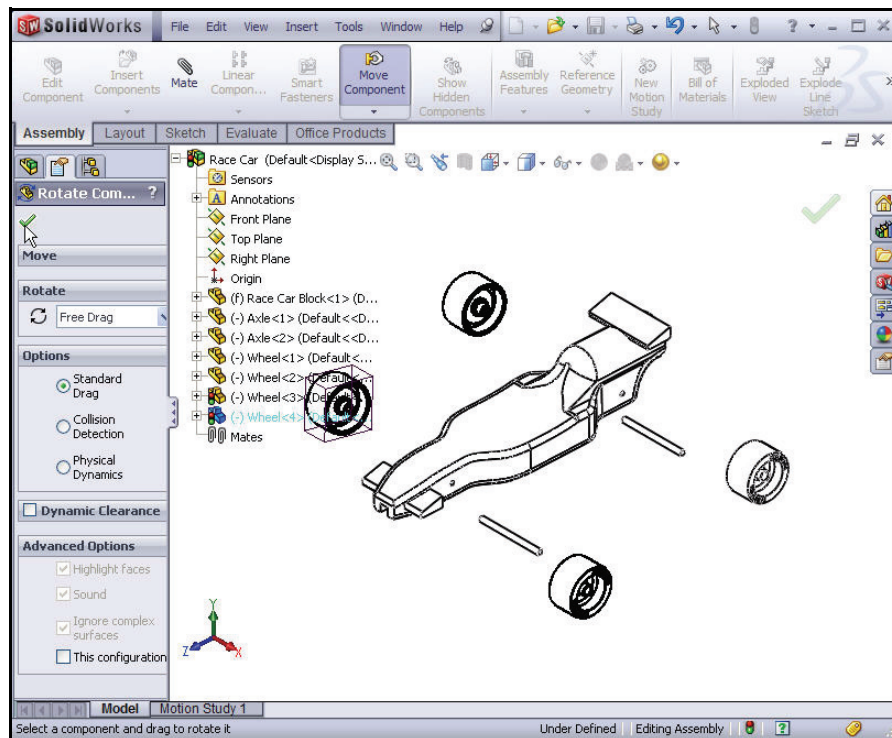 SolidWorks File Edit View Insert Tools Window Help ?
Edit Component
Insert Components
Mate
Linear Compon...
Smart Fasteners
Move Component
Show Hidden Components
Assembly Features
Reference Geometry
New Motion Study
Bill of Materials
Exploded View
Explode Line Sketch
Assembly Layout Sketch Evaluate Office Products
Rotate Com... ?
Move
Rotate
Free Drag
Options
Standard
Drag
Collision
Detection
Physical
Dynamics
Dynamic Clearance
Advanced Options
Highlight faces
Sound
Ignore complex
surfaces
This configuration
Race Car (Default<Display S...
Sensors
Annotations
Front Plane
Top Plane
Right Plane
Origin
(f) Race Car Block<1> (D...
(-) Axle<1> (Default<<D...
(-) Axle<2> (Default<<D...
(-) Wheel<1> (Default<...
(-) Wheel<2> (Default<...
(-) Wheel<3> (Default<...
(-) Wheel<4>
Mates
Y
Z X
Model Motion Study 1
Select a component and drag to rotate it Under Defined Editing Assembly ?